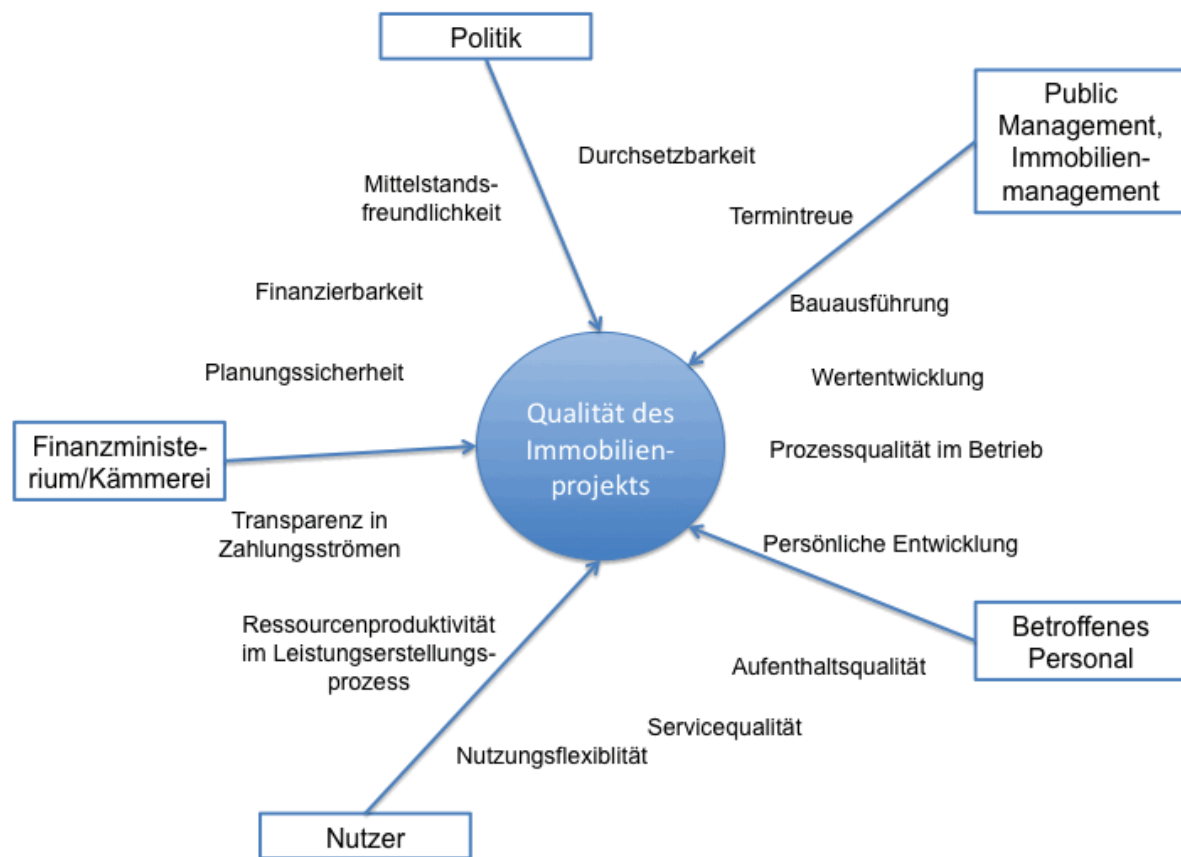 Politik
Public
Management,
Immobilien-
management
Durchsetzbarkeit
Mittelstands-
freundlichkeit
Termintreue
Finanzierbarkeit
Bauausführung
Planungssicherheit
Wertentwicklung
Qualität des
Immobilien-
projekts
Finanzministe-
rium/Kämmerei
Prozessqualität im Betrieb
Transparenz in
Zahlungsströmen
Persönliche Entwicklung
Ressourcenproduktivität
im Leistungserstellungs-
prozess
Betroffenes
Personal
Aufenthaltsqualität
Servicequalität
Nutzungsflexiblität
Nutzer